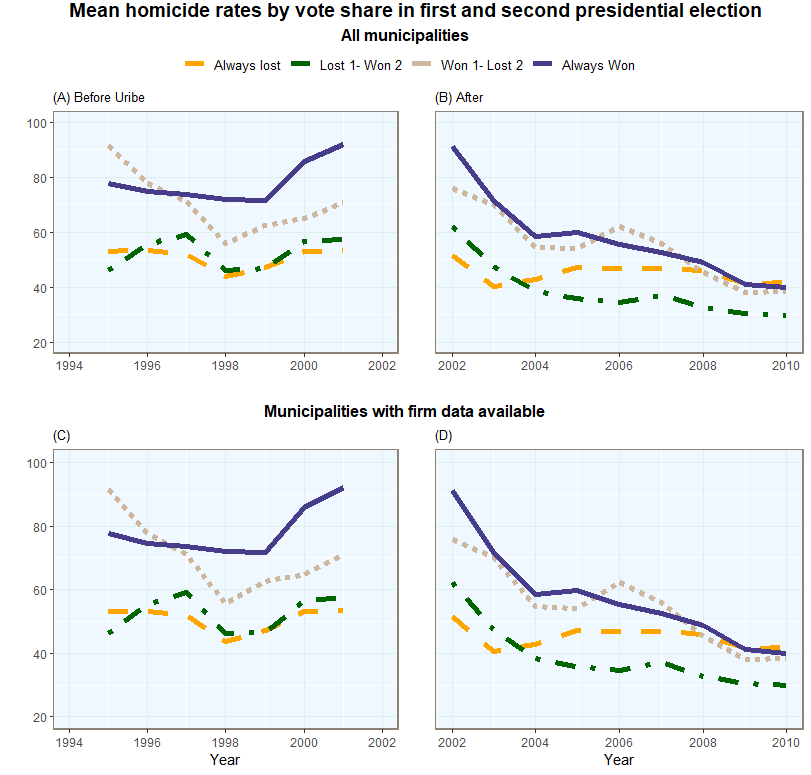 Mean homicide rates by vote share in first and second presidential election
All municipalities
Always lost Lost 1- Won 2 Won 1- Lost 2 Always Won
(A) Before Uribe (B) After
100
80
60
40
20
1994 1996 1998 2000 2002 2002 2004 2006 2008 2010
Municipalities with firm data available
(C) (D)
100
80
60
40
20
1994 1996 1998 2000 2002 2002 2004 2006 2008 2010
Year Year